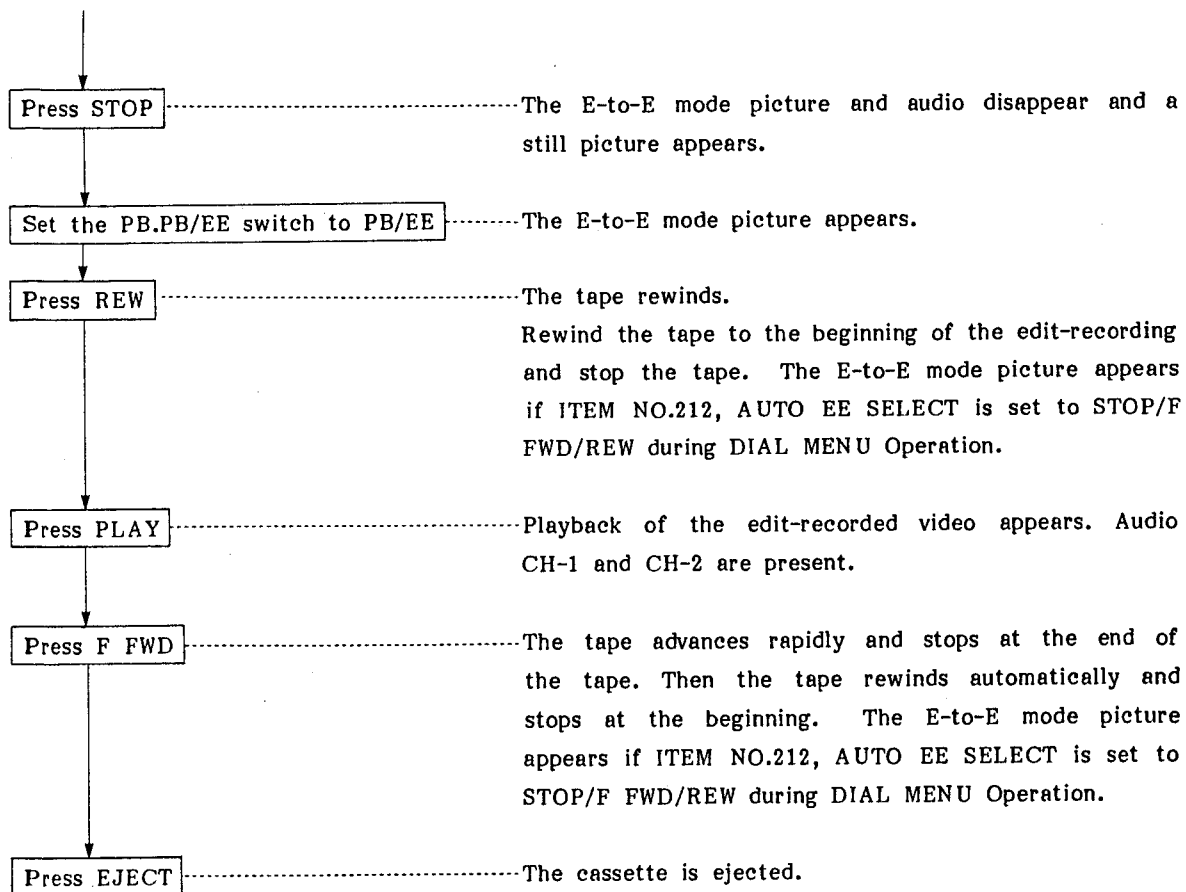 Press STOP
The E-to-E mode picture and audio disappear and a
still picture appears.
Set the PB.PB/EE switch to PB/EE
The E-to-E mode picture appears.
Press REW
The tape rewinds.
Rewind the tape to the beginning of the edit-recording
and stop the tape. The E-to-E mode picture appears
if ITEM NO.212, AUTO EE SELECT is set to STOP/F
FWD/REW during DIAL MENU Operation.
Press PLAY
Playback of the edit-recorded video appears. Audio
CH-1 and CH-2 are present.
Press F FWD
The tape advances rapidly and stops at the end of
the tape. Then the tape rewinds automatically and
stops at the beginning. The E-to-E mode picture
appears if ITEM NO.212, AUTO EE SELECT is set to
STOP/F FWD/REW during DIAL MENU Operation.
Press EJECT
The cassette is ejected.